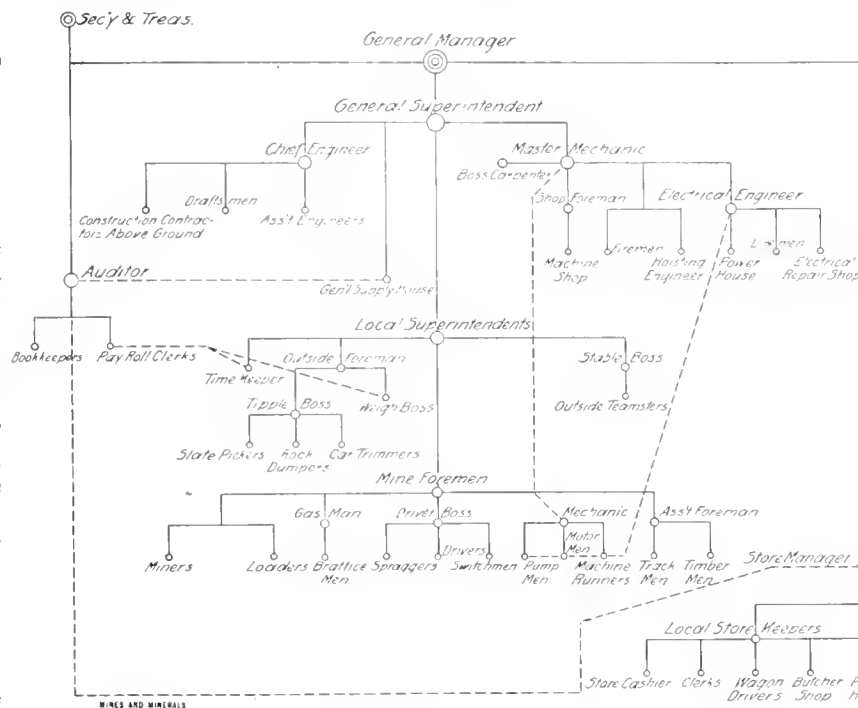 Sec'y & Treas.
General Manager
General Superintendent
Chief Engineer
Master Mechanic
Boss Carpenter
Draftsmen
Shop Foreman
Electrical Engineer
Construction Contrac-
tors Above Ground
Ass't Engineers
Firemen
Linemen
Machine
Shop
Hoisting
Engineer
Power
House
Electrical
Repair Shop
Auditor
Gen'l Supply House
Local Superintendents
Bookkeepers
Pay Roll Clerks
Outside Foreman
Stable Boss
Time Keeper
Tipple Boss
Weigh Boss
Outside Teamsters
Slate Pickers
Rock
Dumpers
Car Trimmers
Mine Foremen
Gas Man
Driver Boss
Mechanic
Ass't Foreman
Motor
Men
Drivers
Miners
Loaders
Brattice
Men
Spraggers
Switchmen
Pump
Men
Machine
Runners
Track
Men
Timber
Men
Store Manager
Local Store Keepers
Store Cashier
Clerks
Wagon
Drivers
Butcher
Shop
MINES AND MINERALS